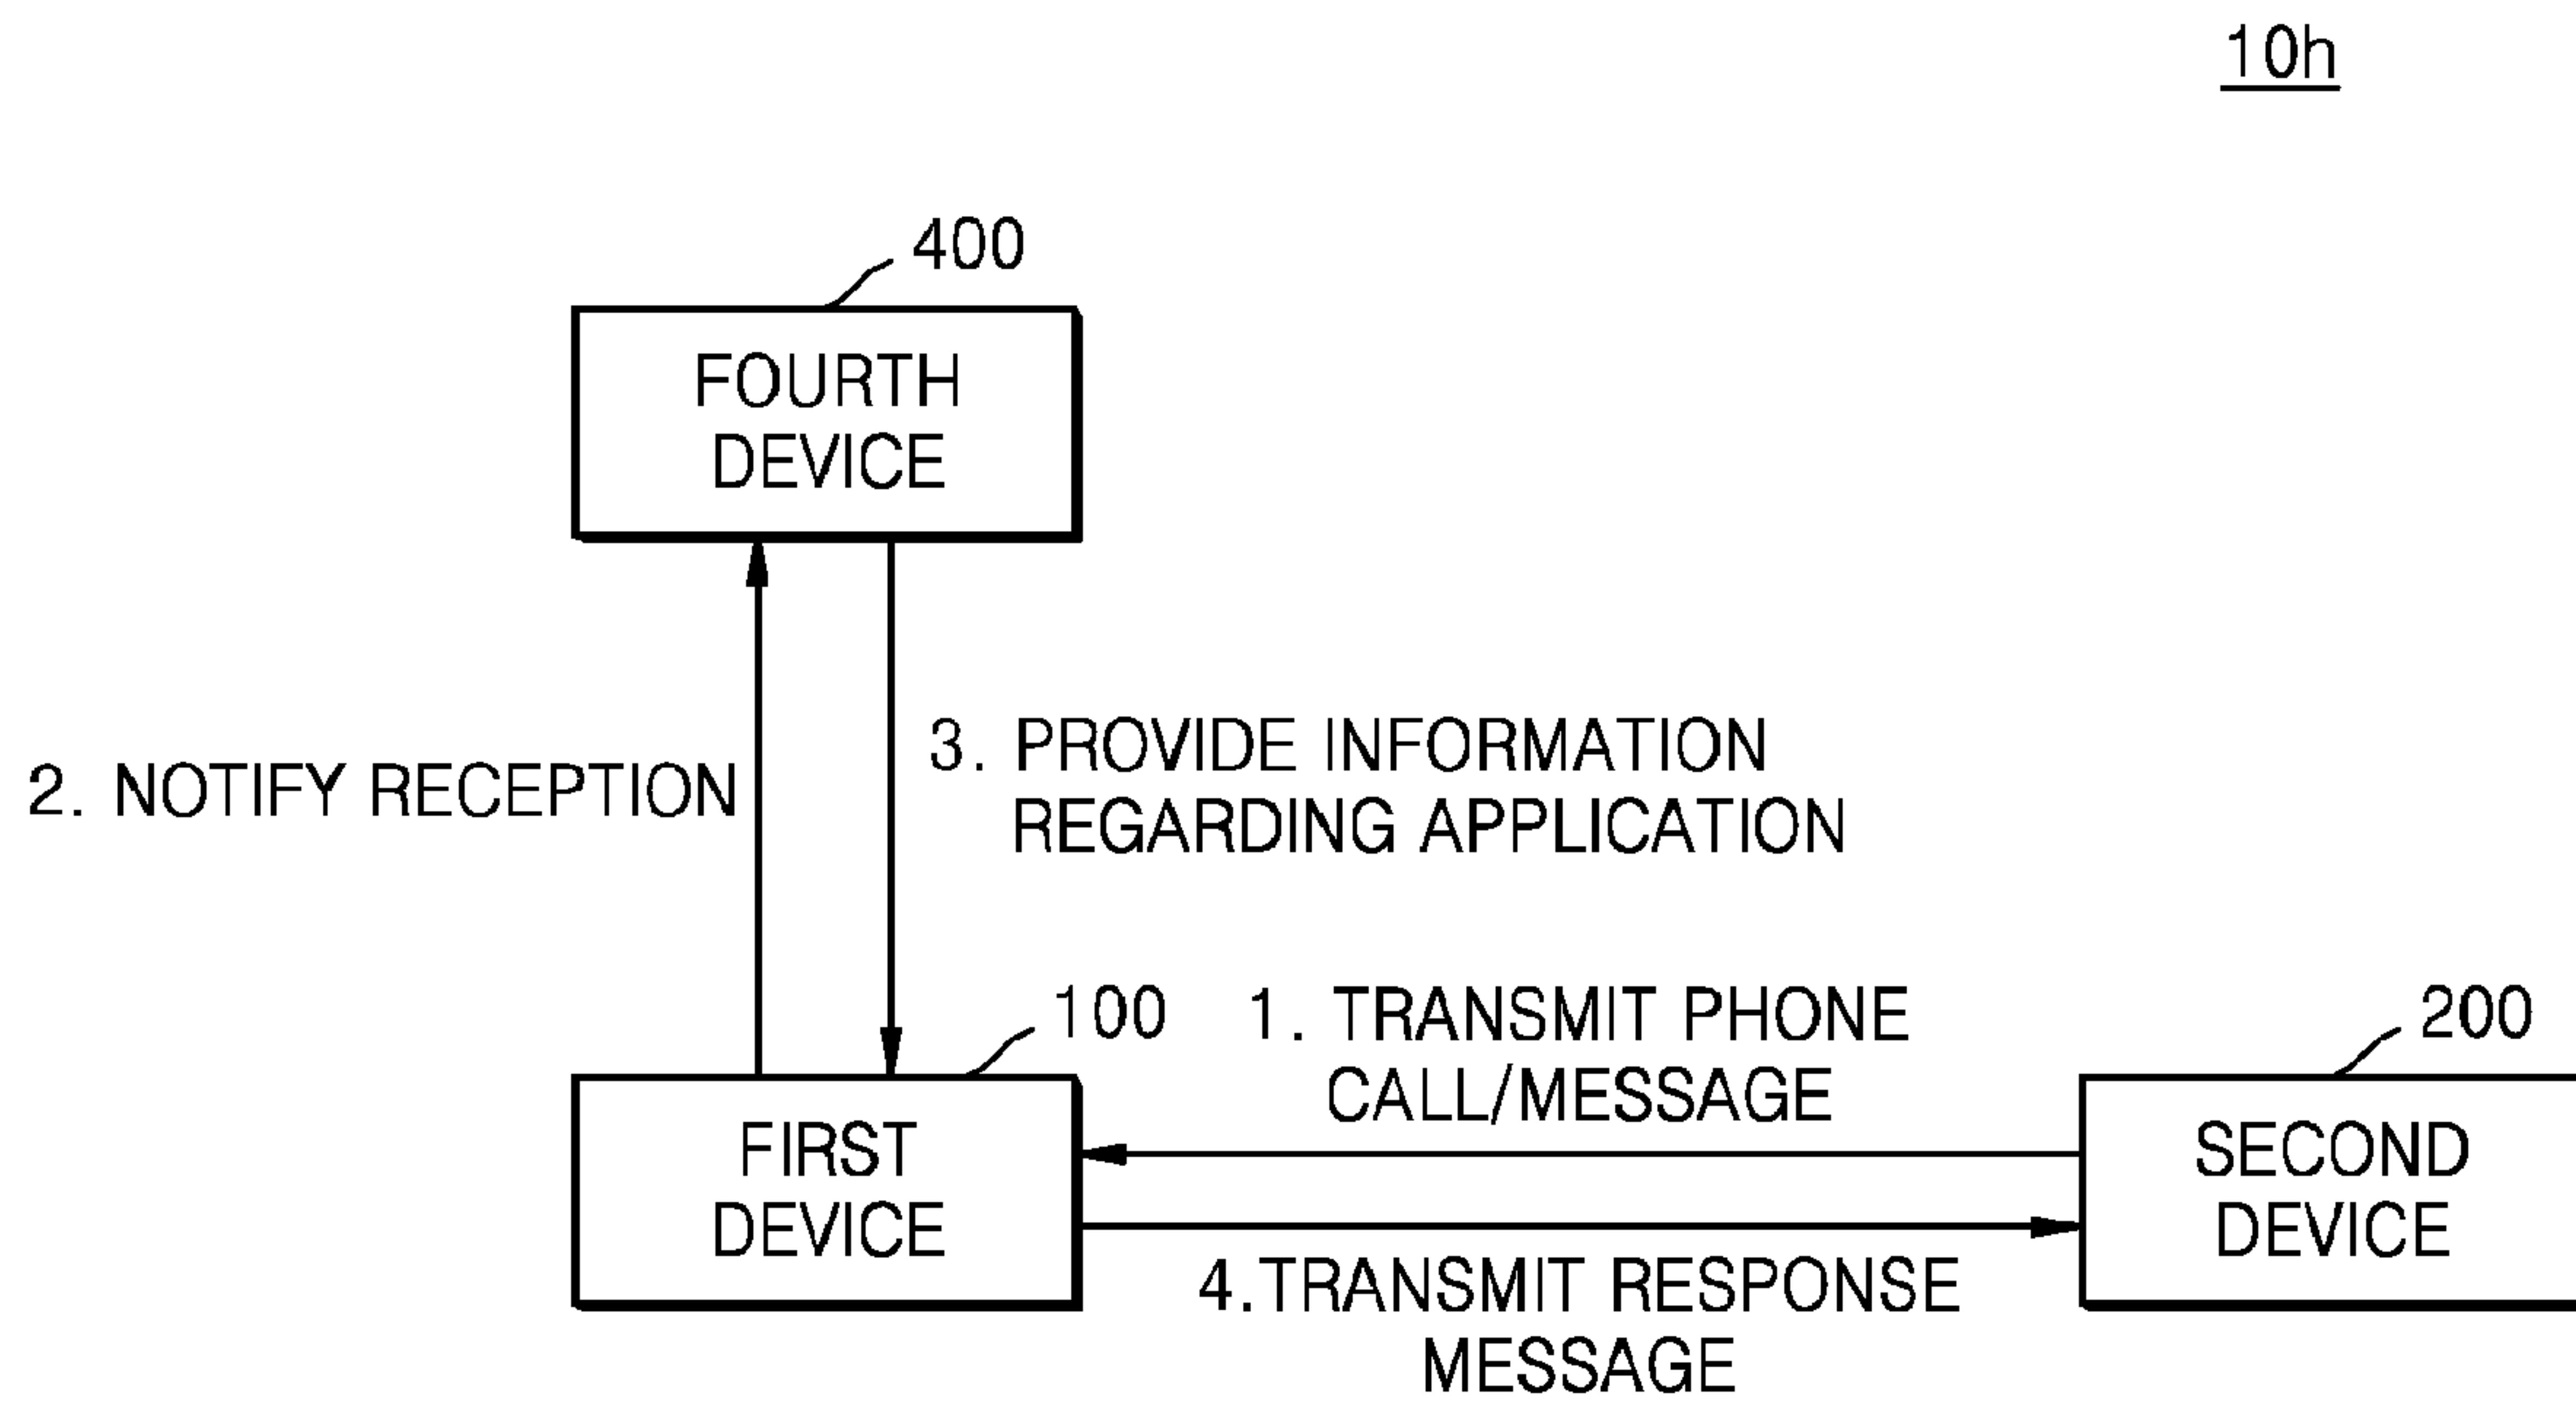 10h
400
FOURTH
DEVICE
2. NOTIFY RECEPTION
3. PROVIDE INFORMATION
REGARDING APPLICATION
100
1. TRANSMIT PHONE
CALL/MESSAGE
200
FIRST
DEVICE
SECOND
DEVICE
4.TRANSMIT RESPONSE
MESSAGE